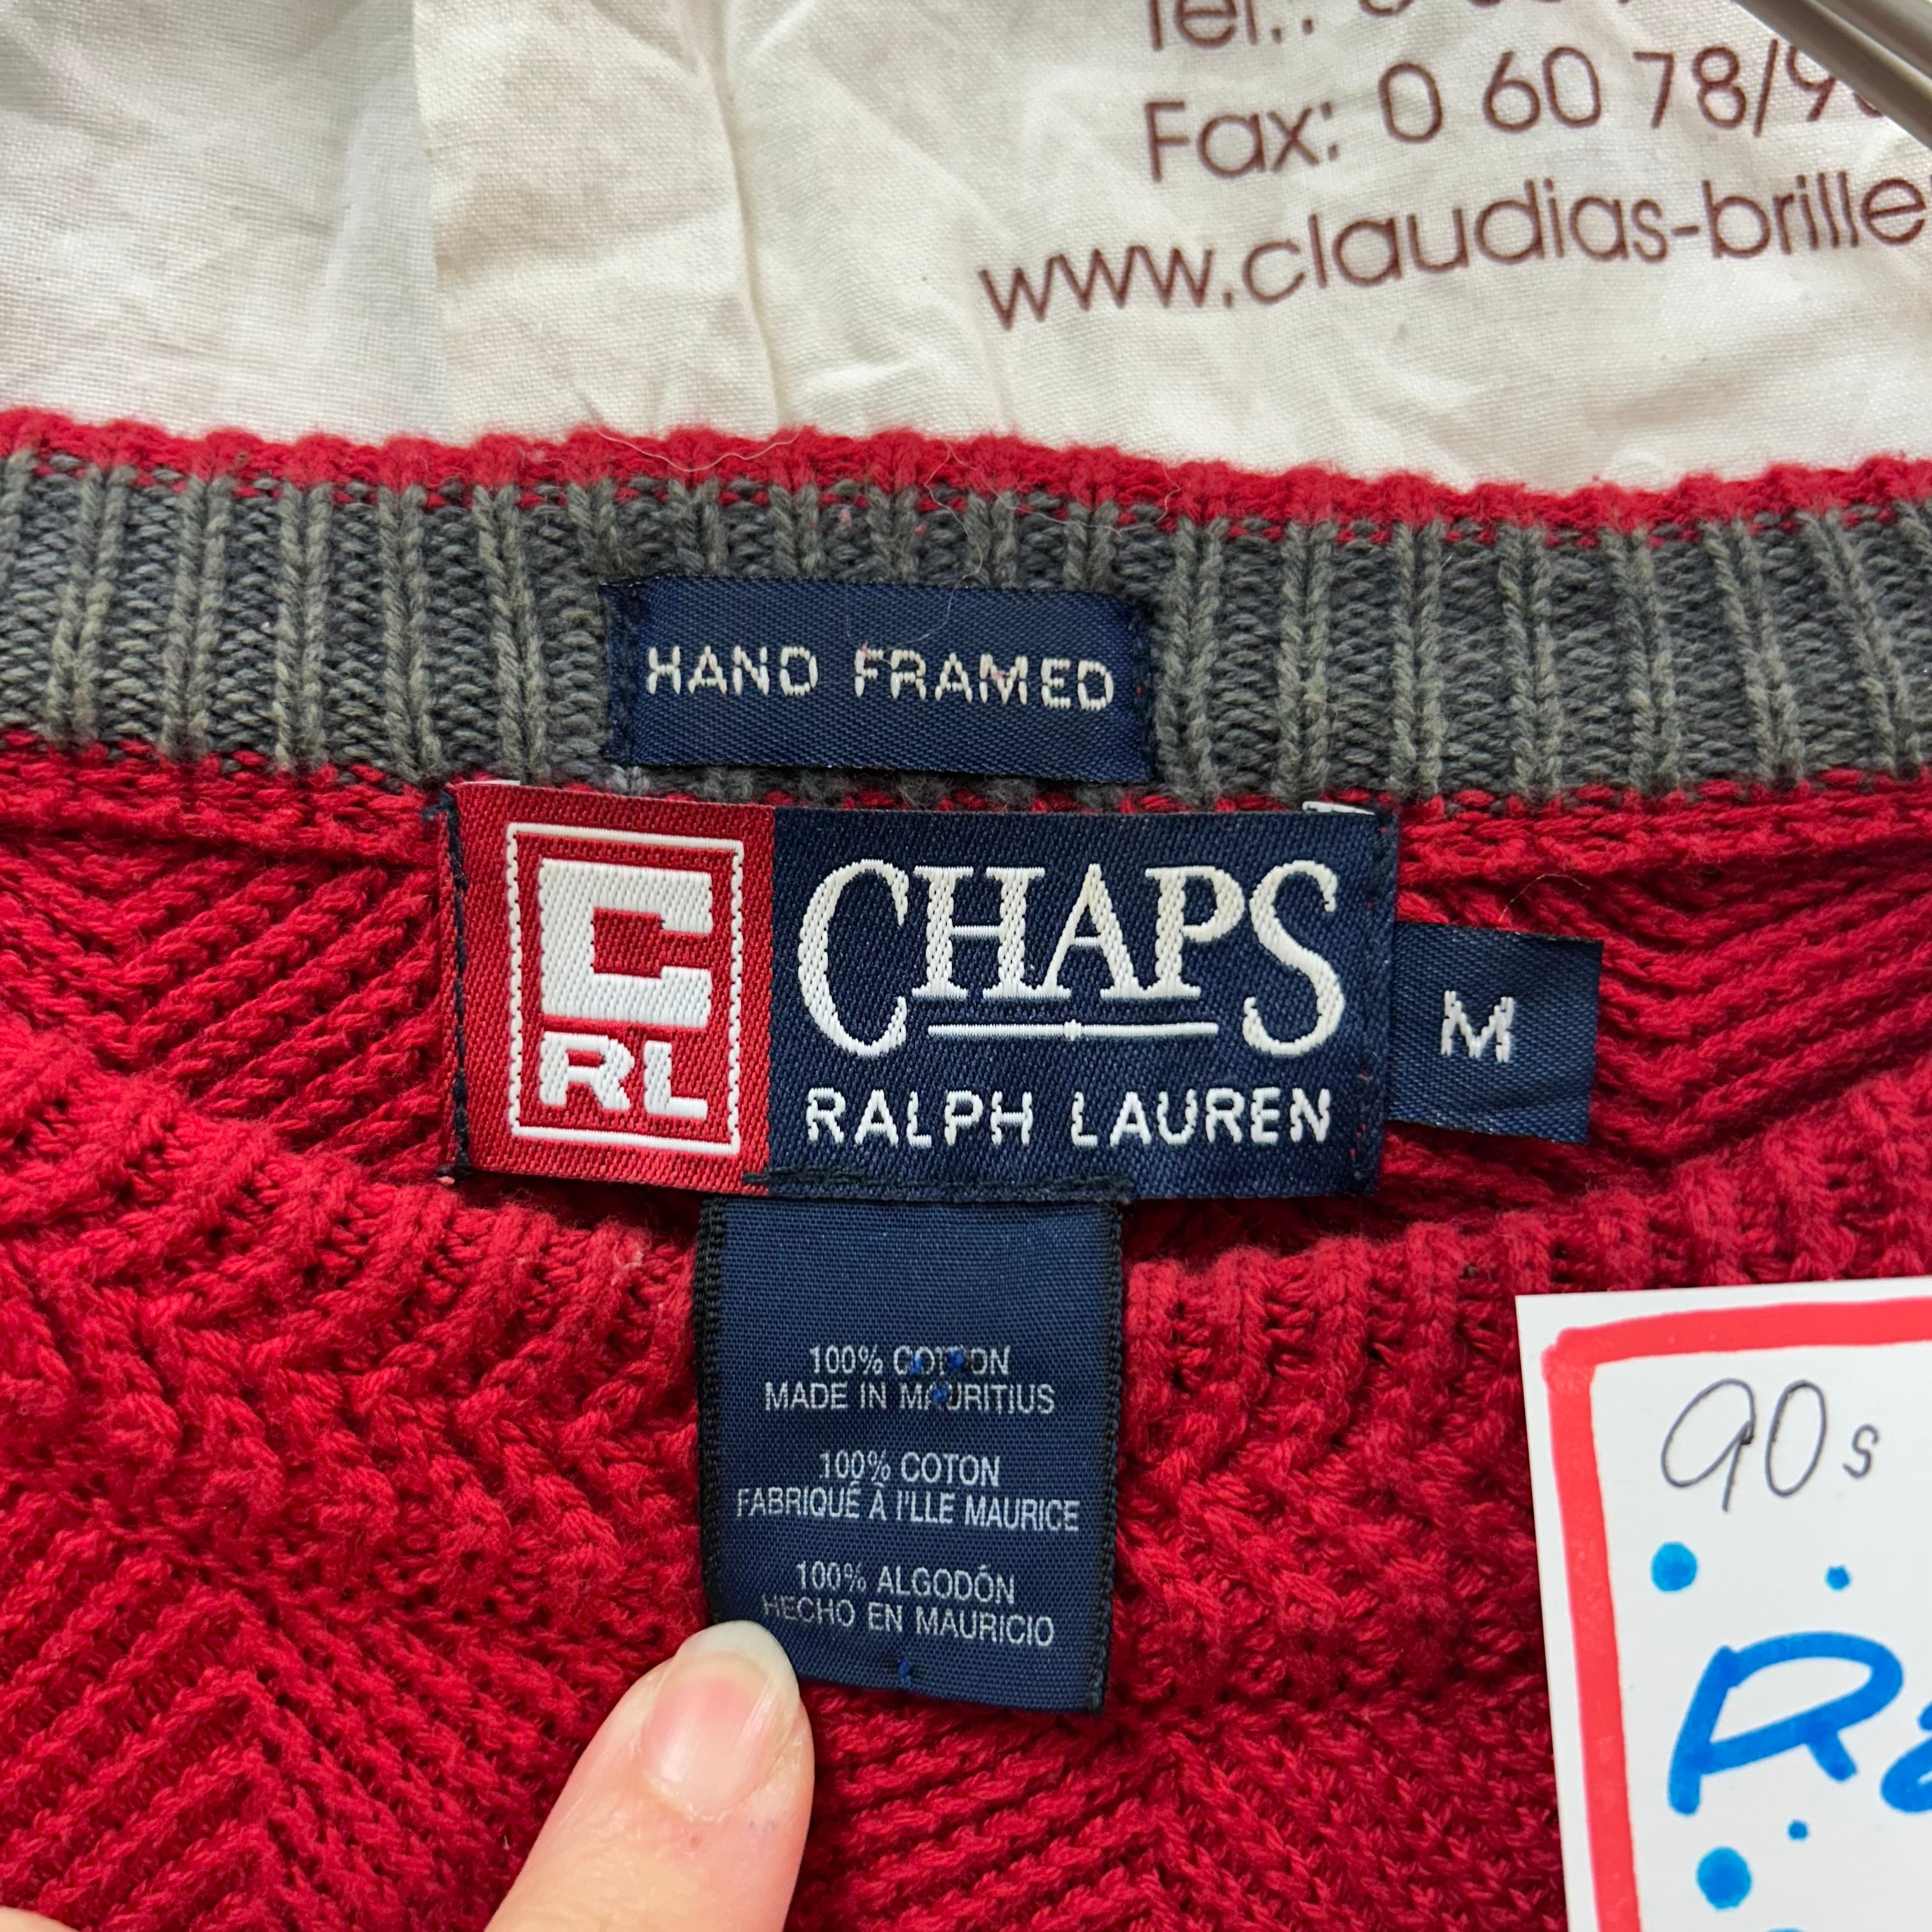 Fax: 0 60 78/9
www.claudias-brille
HAND FRAMED
C
RL
CHAPS
RALPH LAUREN
M
100% COTTON
MADE IN MAURITIUS
100% COTON
FABRIQUÉ À I'LLE MAURICE
100% ALGODÓN
HECHO EN MAURICIO
90s